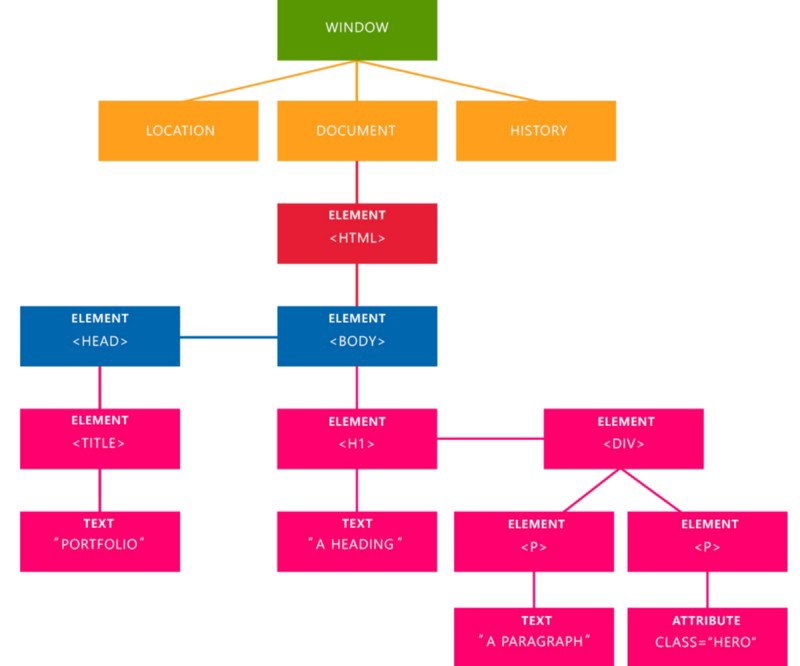 WINDOW
LOCATION
DOCUMENT
HISTORY
ELEMENT
<HTML>
ELEMENT
<HEAD>
ELEMENT
<BODY>
ELEMENT
<TITLE>
ELEMENT
<H1>
ELEMENT
<DIV>
TEXT
"PORTFOLIO"
TEXT
"A HEADING "
ELEMENT
<P>
ELEMENT
<P>
TEXT
"A PARAGRAPH"
ATTRIBUTE
CLASS="HERO"